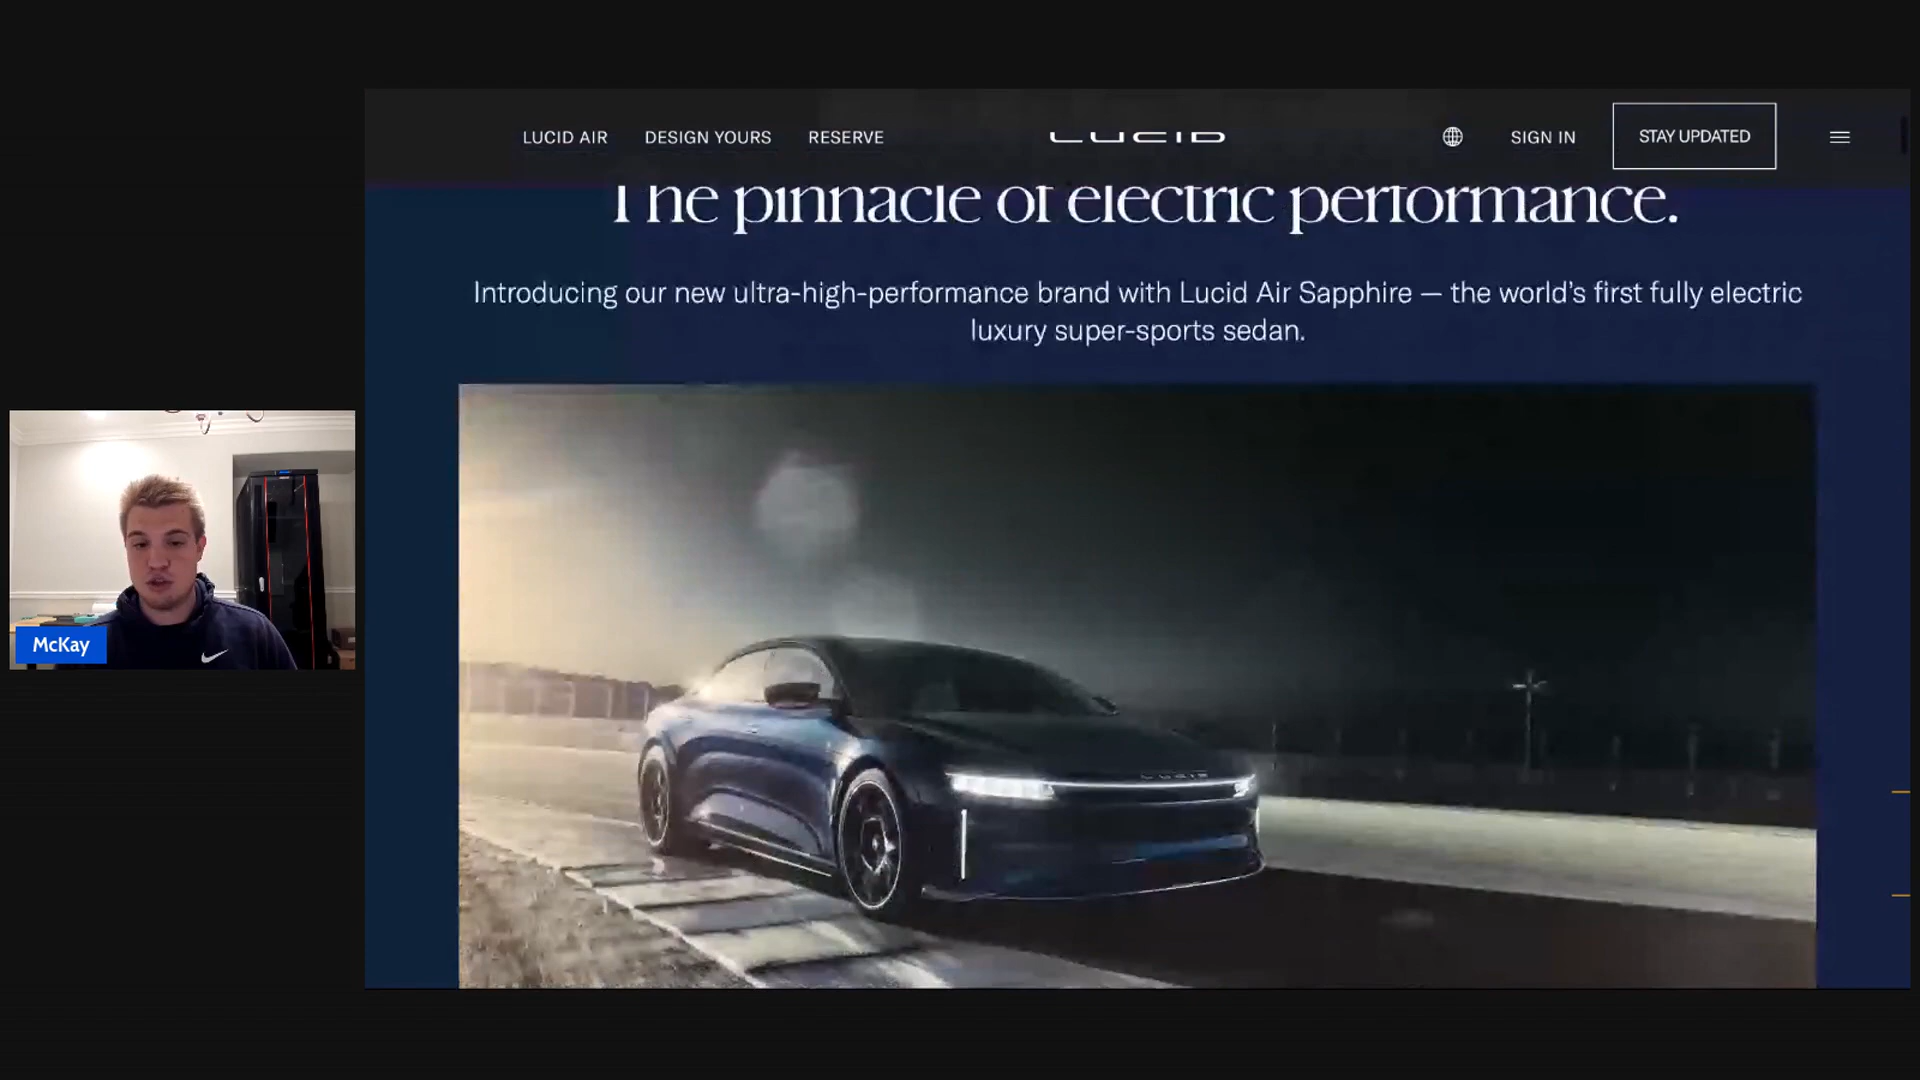 LUCID AIR DESIGN YOURS RESERVE LUCID SIGN IN STAY UPDATED
The pinnacle of electric performance.
Introducing our new ultra-high-performance brand with Lucid Air Sapphire — the world's first fully electric
luxury super-sports sedan.
McKay
LUCID